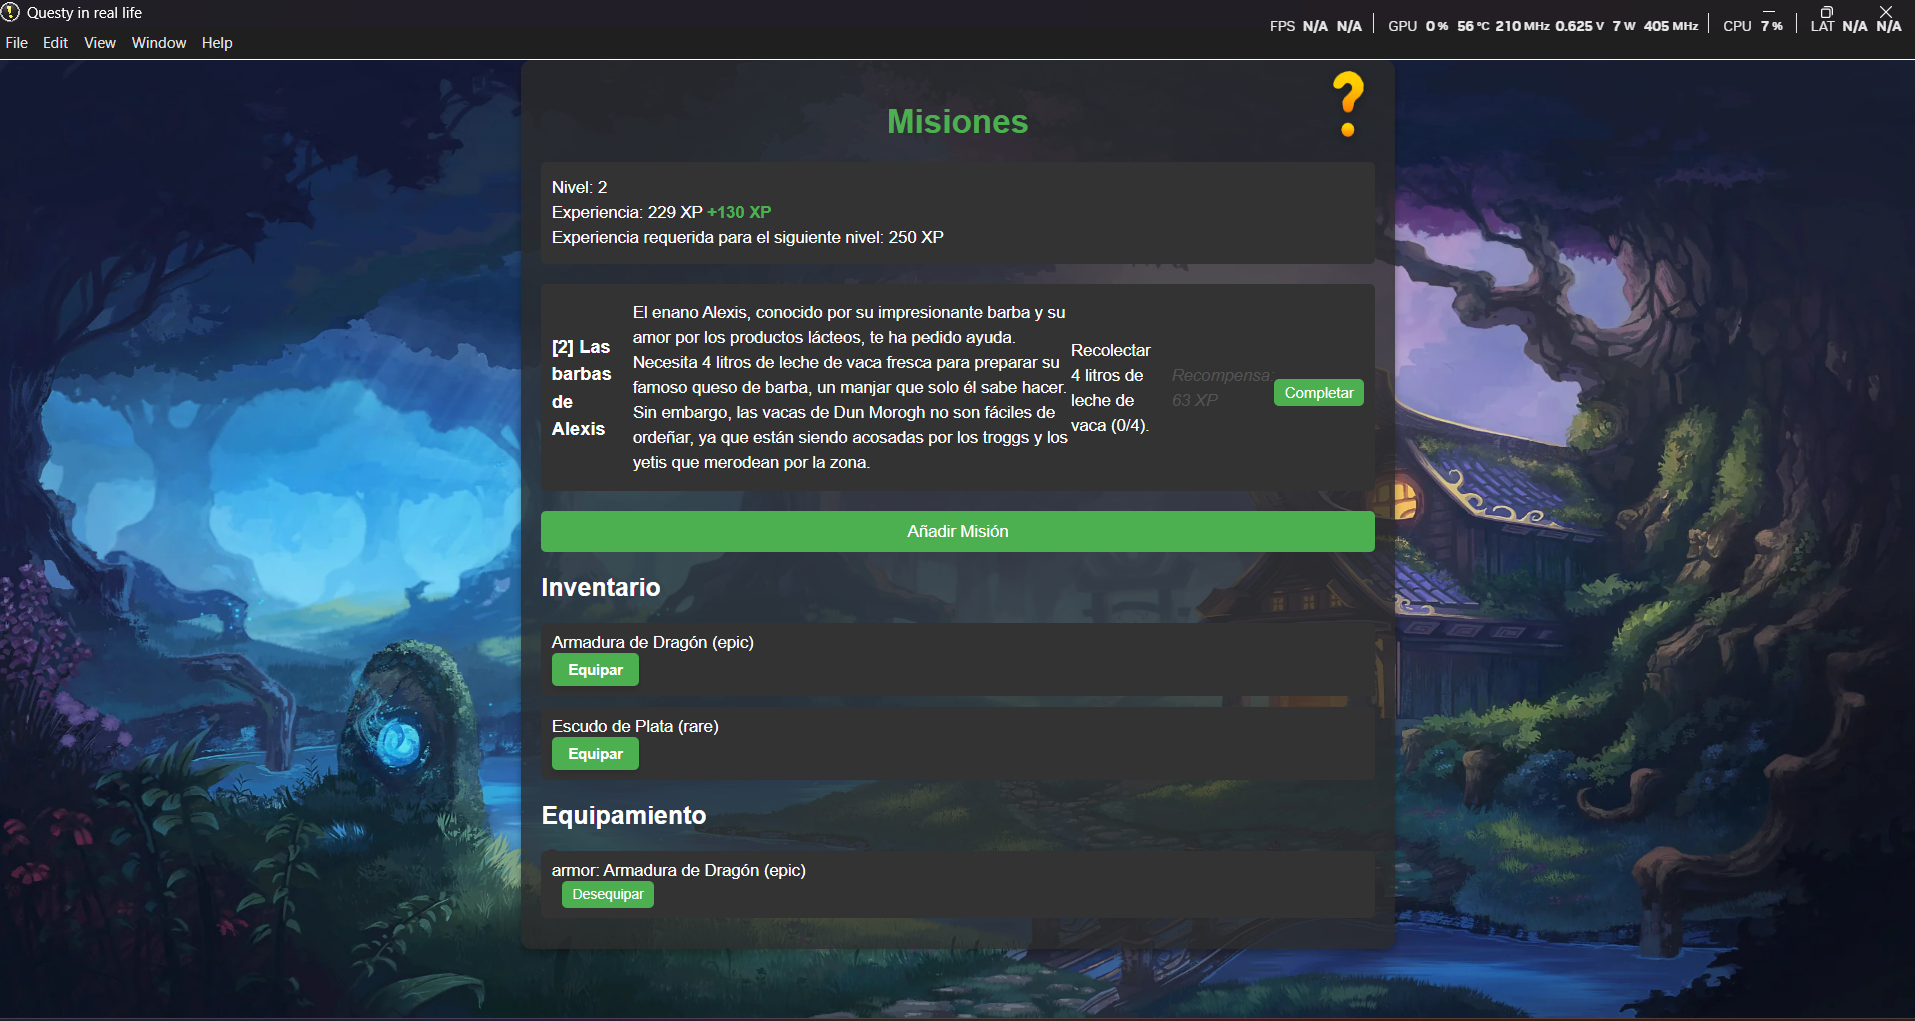 Questy in real life
FPS N/A N/A GPU 0 % 56 °C 210 MHz 0.625 V 7 W 405 MHz CPU 7 % LAT N/A N/A
File Edit View Window Help
Misiones
Nivel: 2
Experiencia: 229 XP +130 XP
Experiencia requerida para el siguiente nivel: 250 XP
[2] Las
barbas
de
Alexis
El enano Alexis, conocido por su impresionante barba y su
amor por los productos lácteos, te ha pedido ayuda.
Necesita 4 litros de leche de vaca fresca para preparar su
famoso queso de barba, un manjar que solo él sabe hacer.
Sin embargo, las vacas de Dun Morogh no son fáciles de
ordeñar, ya que están siendo acosadas por los troggs y los
yetis que merodean por la zona.
Recolectar
4 litros de
leche de
vaca (0/4).
Recompensa:
63 XP
Completar
Añadir Misión
Inventario
Armadura de Dragón (epic)
Equipar
Escudo de Plata (rare)
Equipar
Equipamiento
armor: Armadura de Dragón (epic)
Desequipar